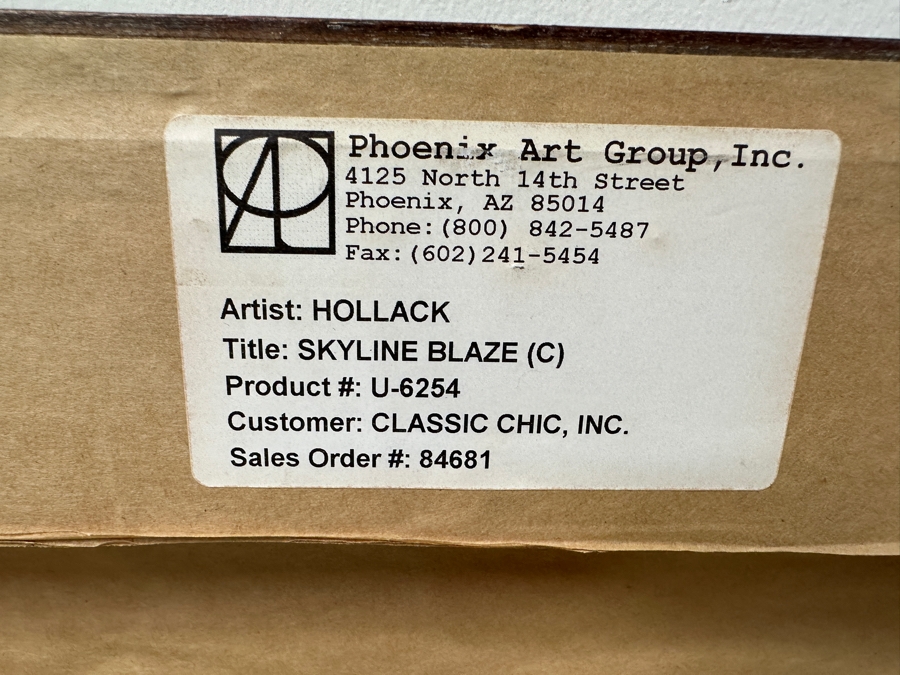 Phoenix Art Group,Inc.
4125 North 14th Street
Phoenix, AZ 85014
Phone:(800) 842-5487
Fax:(602)241-5454
Artist: HOLLACK
Title: SKYLINE BLAZE (C)
Product #: U-6254
Customer: CLASSIC CHIC, INC.
Sales Order #: 84681